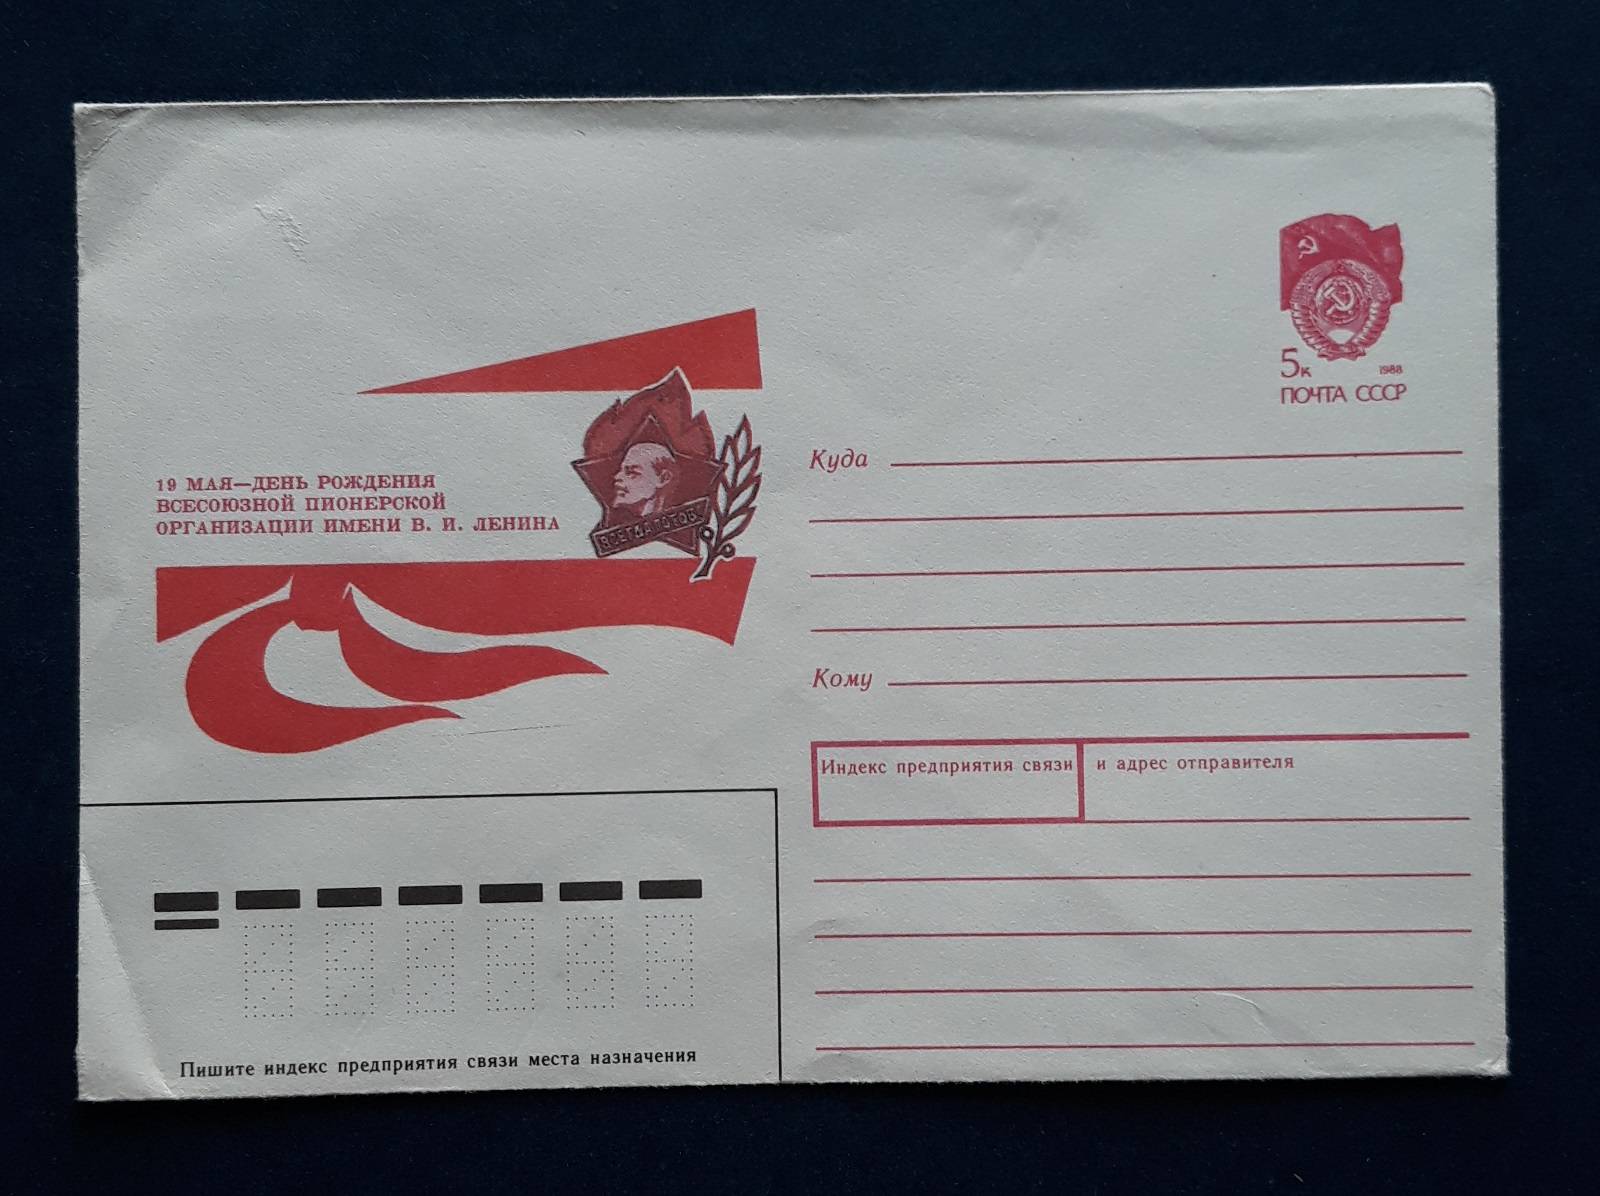 5к 1988
ПОЧТА СССР
19 МАЯ—ДЕНЬ РОЖДЕНИЯ
ВСЕСОЮЗНОЙ ПИОНЕРСКОЙ
ОРГАНИЗАЦИИ ИМЕНИ В. И. ЛЕНИНА
ВСЕГДА ГОТОВ
Куда
Кому
Индекс предприятия связи и адрес отправителя
Пишите индекс предприятия связи места назначения